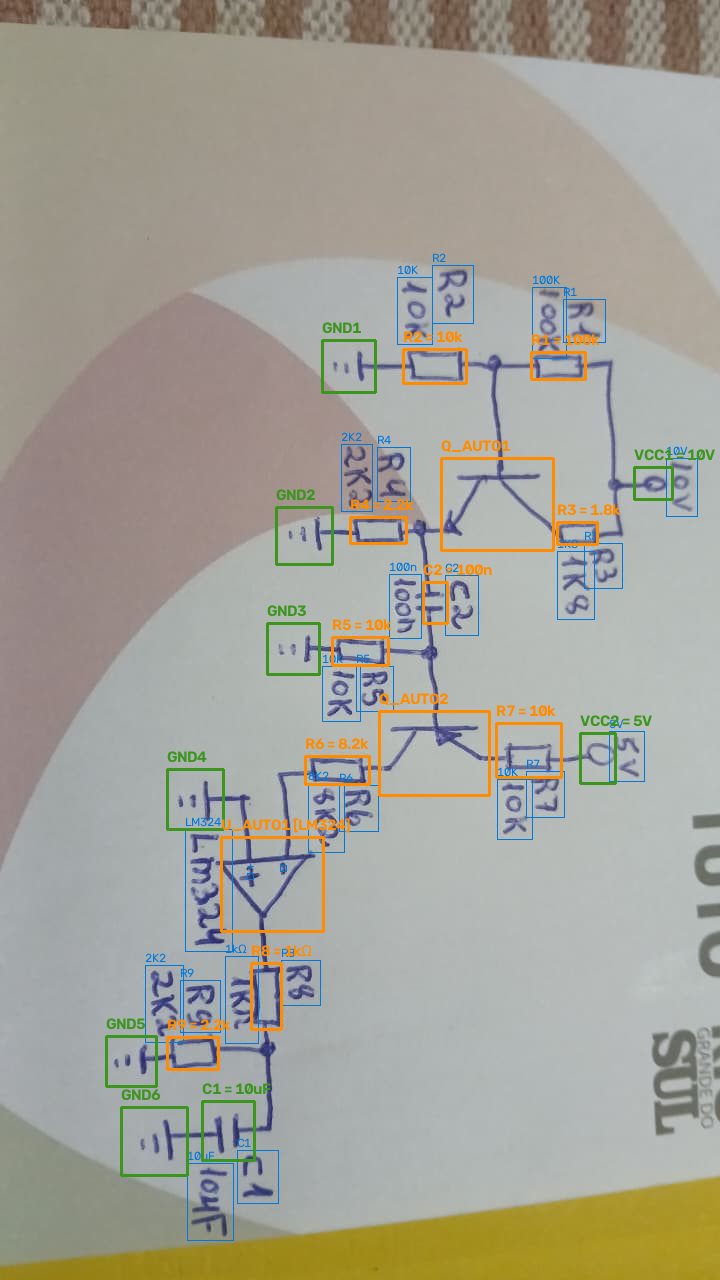 R2
10K
10K
R2
R1
100K
R1
100K
R2 = 10k
R1 = 100k
GND1
Q_AUTO1
VCC1 = 10V
10V
10V
2K2
R4
2K2
R4
R4 = 2.2k
GND2
R3 = 1.8k
R3
1K8
R3
1K8
C2 = 100n
100n
C2
100n
C2
GND3
R5 = 10k
10K
R5
10K
R5
Q_AUTO2
R7 = 10k
VCC2 = 5V
5V
5V
R7
10K
R7
10K
GND4
R6 = 8.2k
8K2
R6
8K2
R6
U_AUTO1 [LM324]
LM324
LM324
+
-
R8 = 1kΩ
1kΩ
R8
1KΩ
R8
2K2
R9
2K2
R9
R9 = 2.2k
GND5
GND6
C1 = 10uF
10uF
C1
10uF
C1
GRANDE DO
SUL